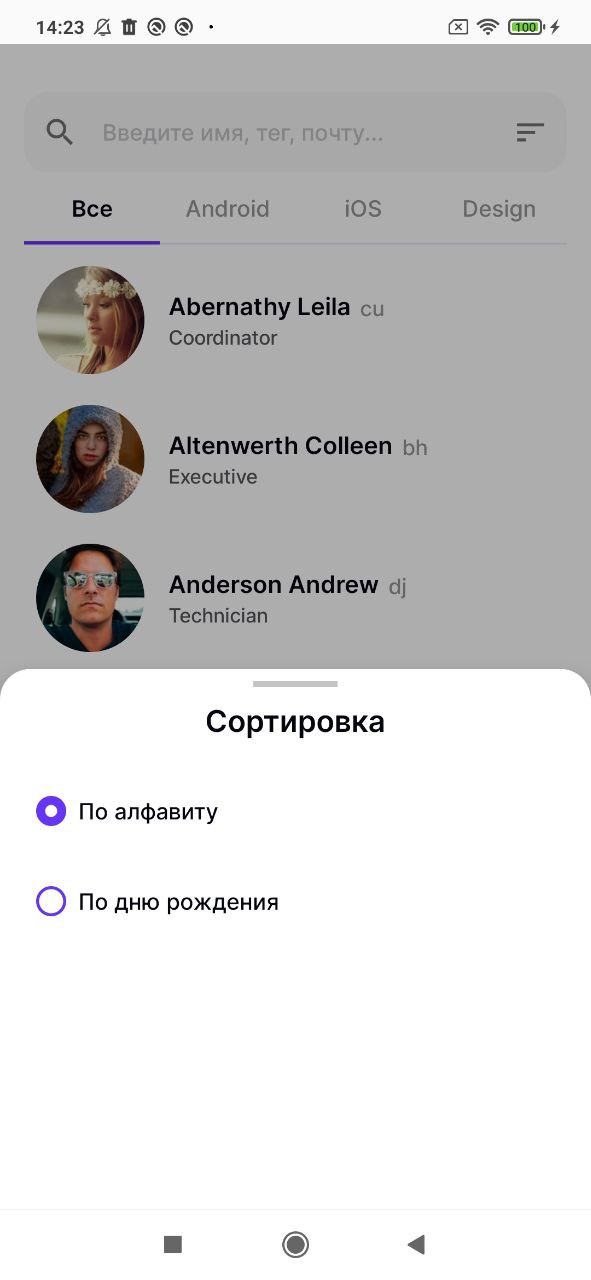 14:23
100
Введите имя, тег, почту...
Все Android iOS Design
Abernathy Leila cu
Coordinator
Altenwerth Colleen bh
Executive
Anderson Andrew dj
Technician
Сортировка
По алфавиту
По дню рождения